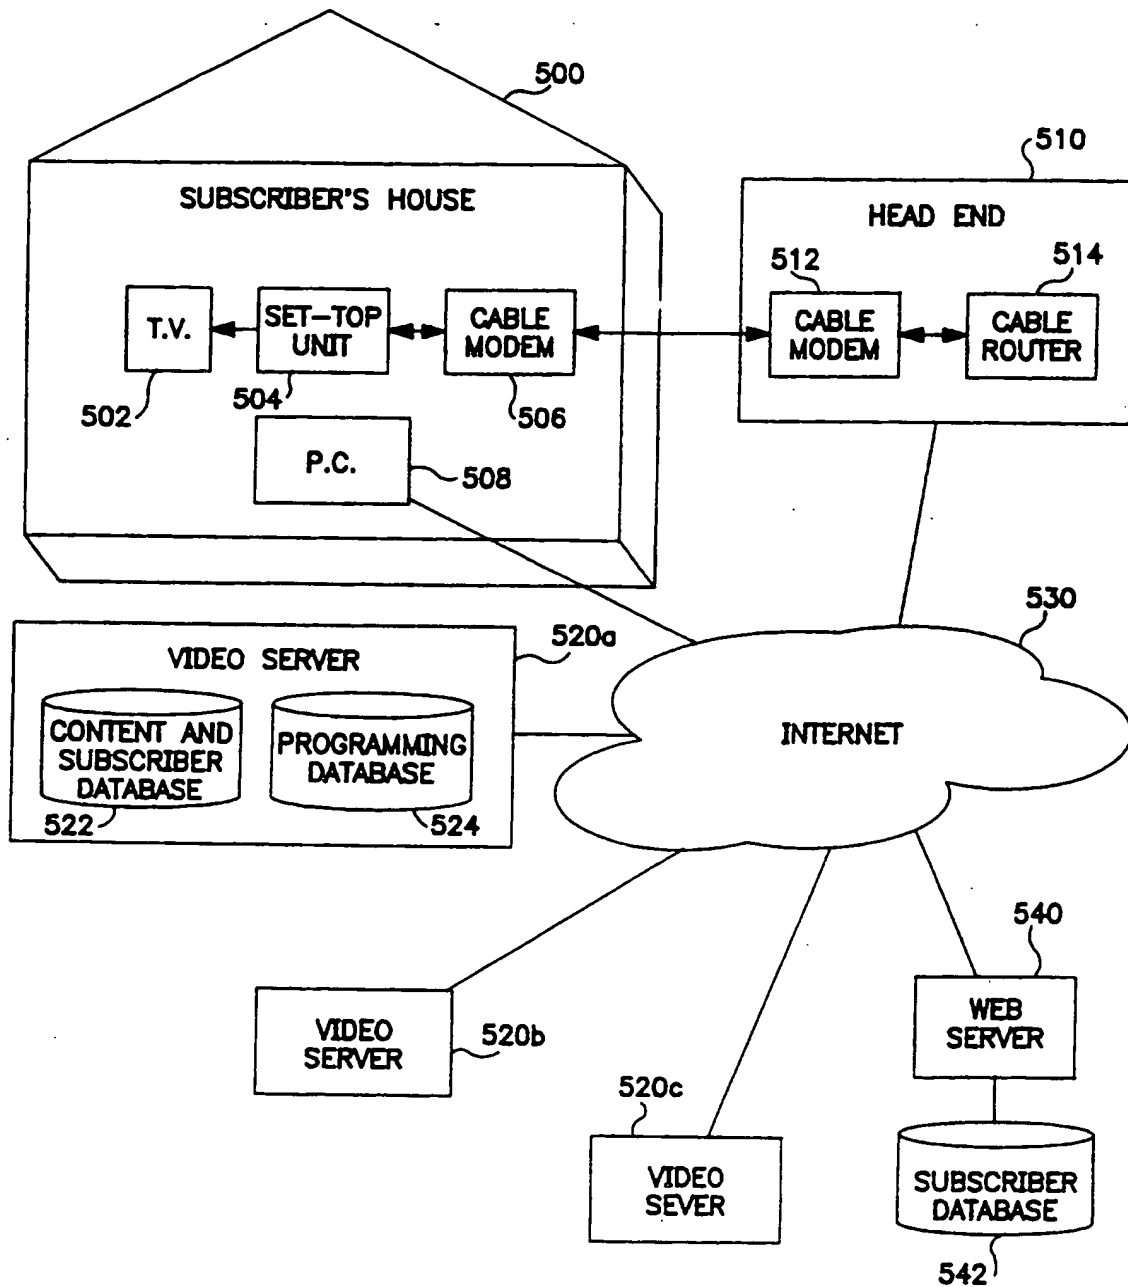 500
SUBSCRIBER'S HOUSE
510
HEAD END
512
514
T.V.
SET-TOP
UNIT
CABLE
MODEM
CABLE
MODEM
CABLE
ROUTER
502
504
506
P.C.
508
530
520a
VIDEO SERVER
CONTENT AND
SUBSCRIBER
DATABASE
PROGRAMMING
DATABASE
522
524
INTERNET
540
WEB
SERVER
VIDEO
SERVER
520b
520c
VIDEO
SEVER
SUBSCRIBER
DATABASE
542